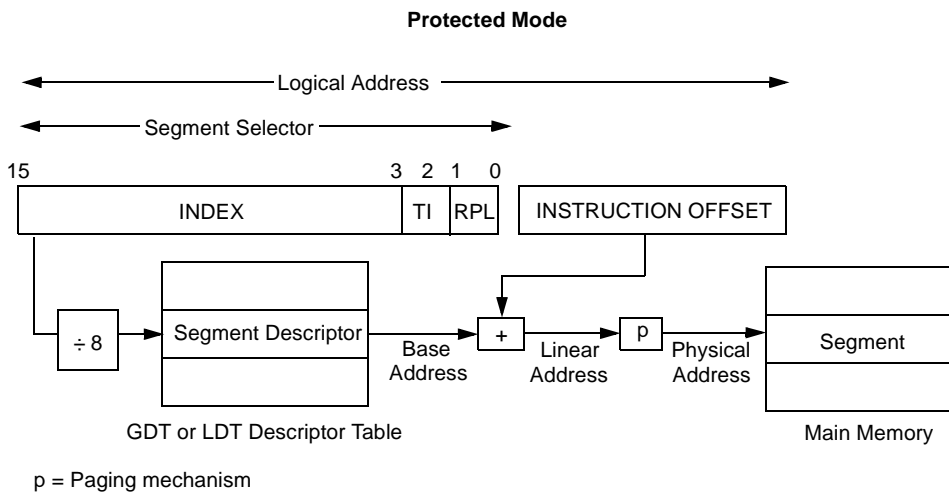 Protected Mode
Logical Address
Segment Selector
15 3 2 1 0
INDEX TI RPL INSTRUCTION OFFSET
÷ 8
Segment Descriptor
Base
Address
+
Linear
Address
p
Physical
Address
Segment
GDT or LDT Descriptor Table
Main Memory
p = Paging mechanism